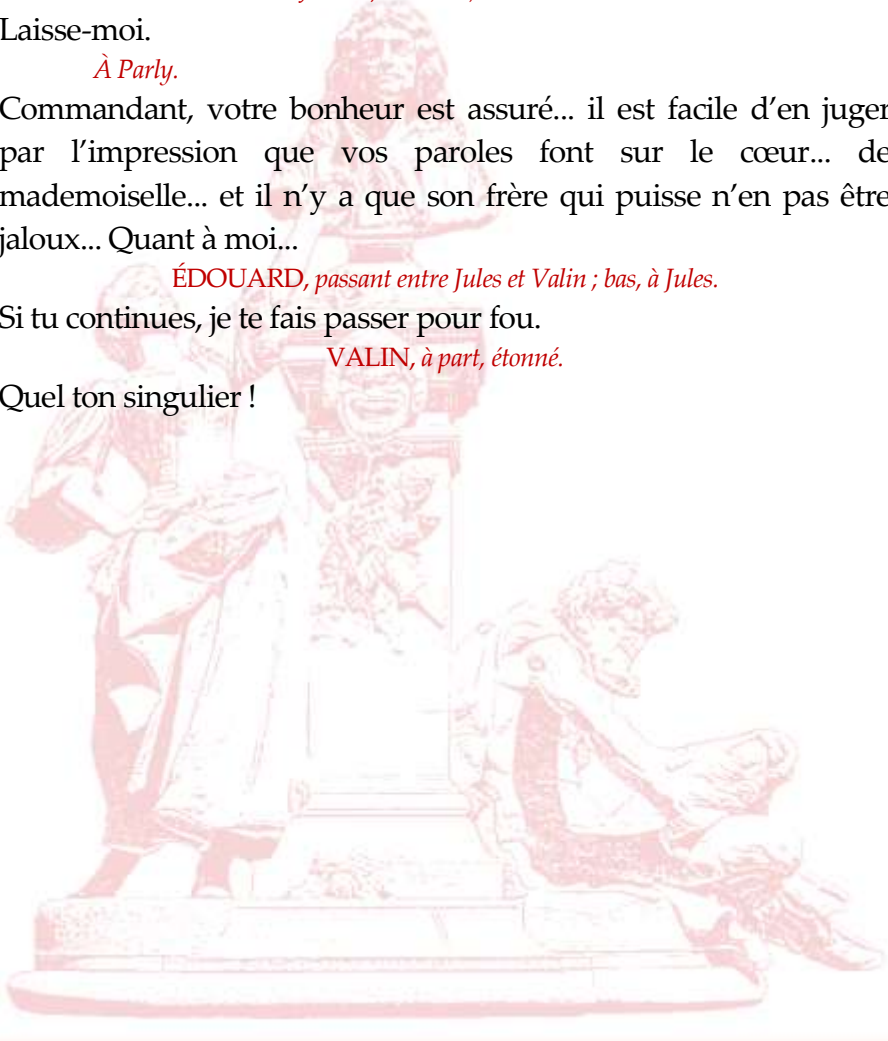 Laisse-moi.
À Parly.
Commandant, votre bonheur est assuré... il est facile d'en juger
par l'impression que vos paroles font sur le cœur... de
mademoiselle... et il n'y a que son frère qui puisse n'en pas être
jaloux... Quant à moi...
ÉDOUARD, passant entre Jules et Valin ; bas, à Jules.
Si tu continues, je te fais passer pour fou.
VALIN, à part, étonné.
Quel ton singulier !